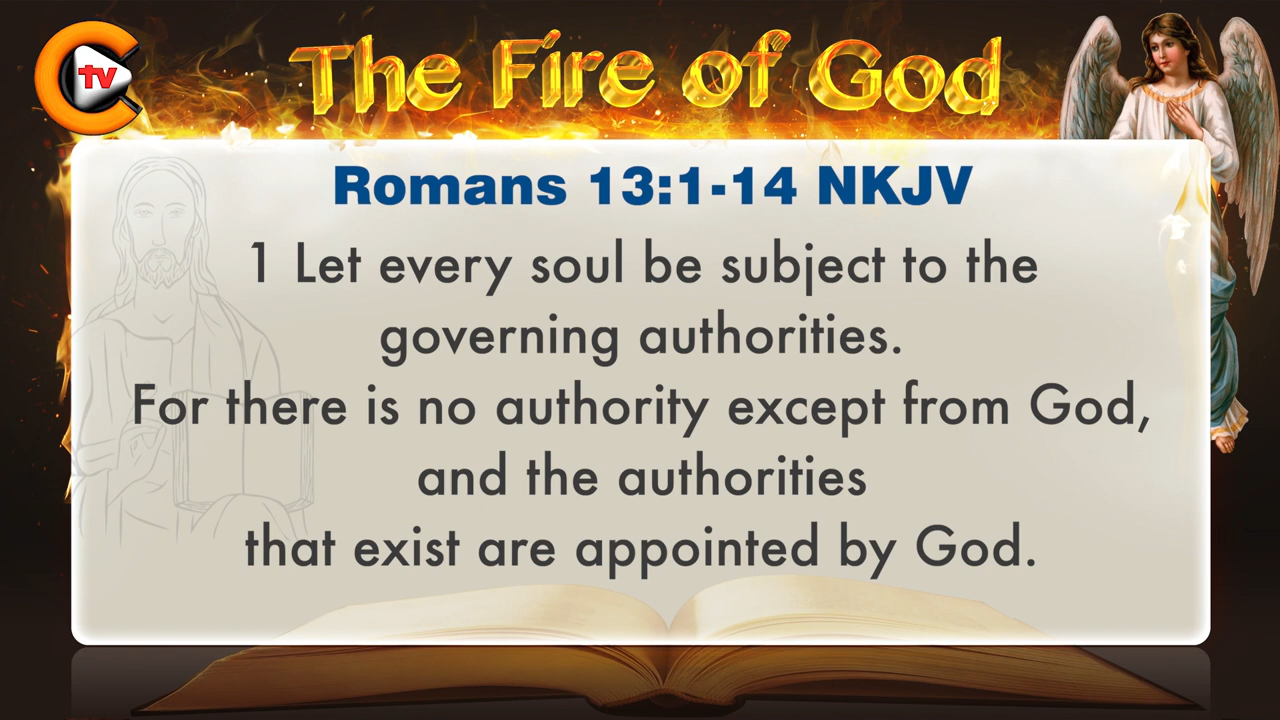 tv
The Fire of God
Romans 13:1-14 NKJV
1 Let every soul be subject to the
governing authorities.
For there is no authority except from God,
and the authorities
that exist are appointed by God.